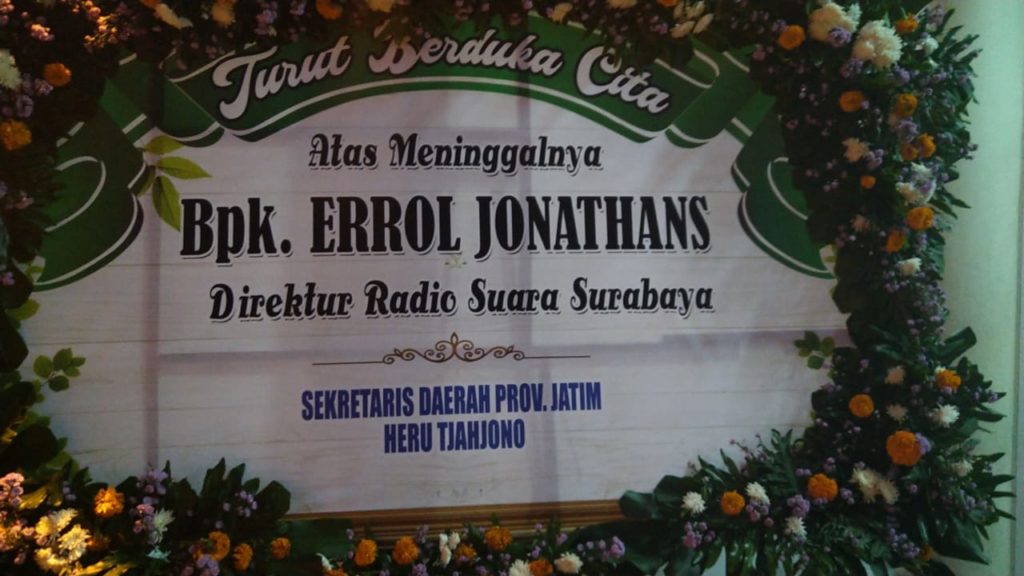 Turut Berduka Cita
Atas Meninggalnya
Bpk. ERROL JONATHANS
Direktur Radio Suara Surabaya
SEKRETARIS DAERAH PROV. JATIM
HERU TJAHJONO